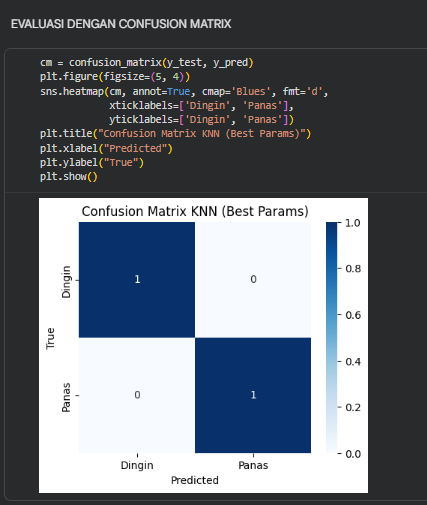 EVALUASI DENGAN CONFUSION MATRIX
cm = confusion_matrix(y_test, y_pred)
plt.figure(figsize=(5, 4))
sns.heatmap(cm, annot=True, cmap='Blues', fmt='d',
xticklabels=['Dingin', 'Panas'],
yticklabels=['Dingin', 'Panas'])
plt.title("Confusion Matrix KNN (Best Params)")
plt.xlabel("Predicted")
plt.ylabel("True")
plt.show()
Confusion Matrix KNN (Best Params)
1.0
0.8
0.6
0.4
0.2
0.0
True
Dingin
1 0
Panas
0 1
Dingin Panas
Predicted